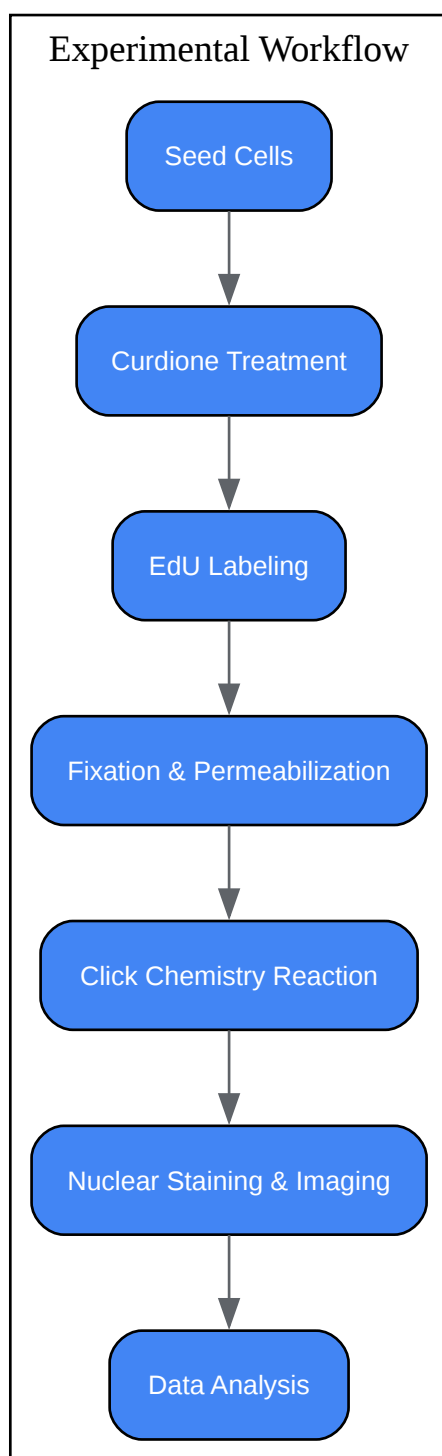 Experimental Workflow
Seed Cells
Curdione Treatment
EdU Labeling
Fixation & Permeabilization
Click Chemistry Reaction
Nuclear Staining & Imaging
Data Analysis